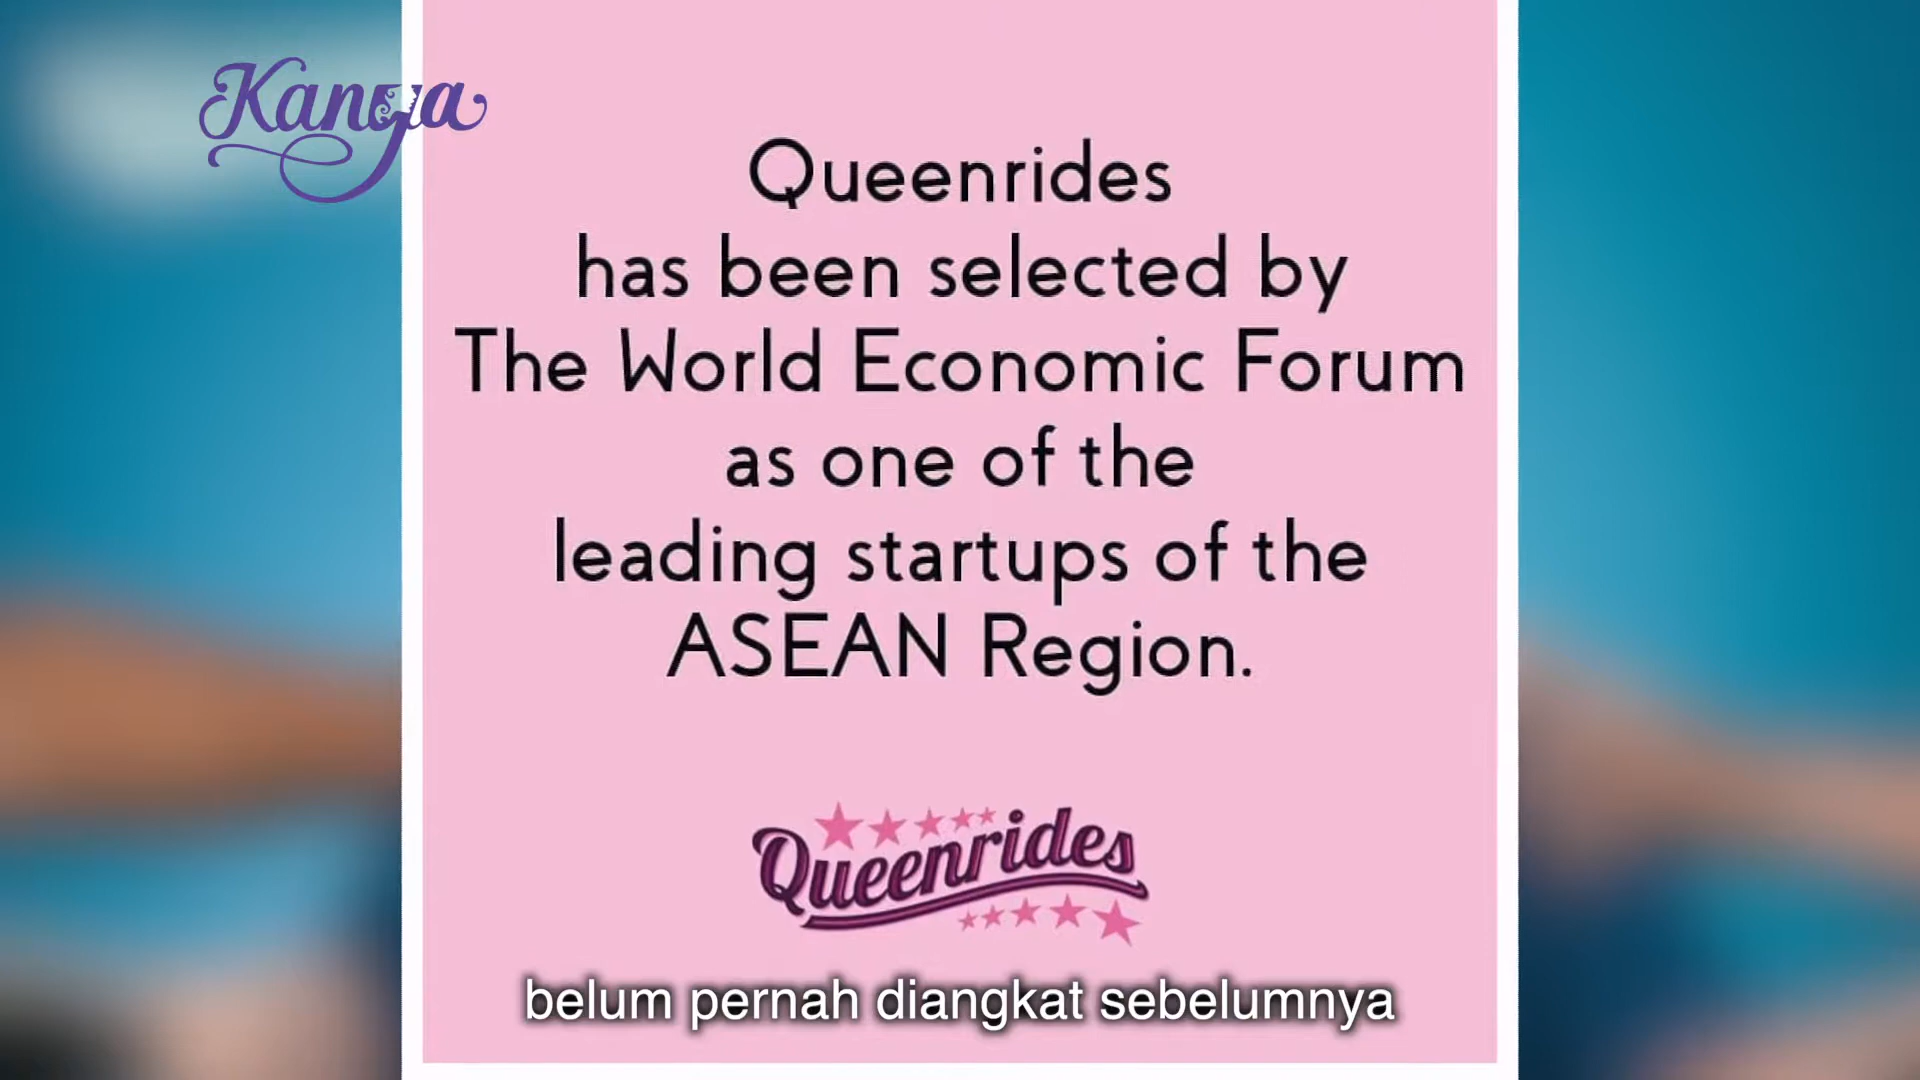 Kanya
Queenrides
has been selected by
The World Economic Forum
as one of the
leading startups of the
ASEAN Region.
Queenrides
belum pernah diangkat sebelumnya